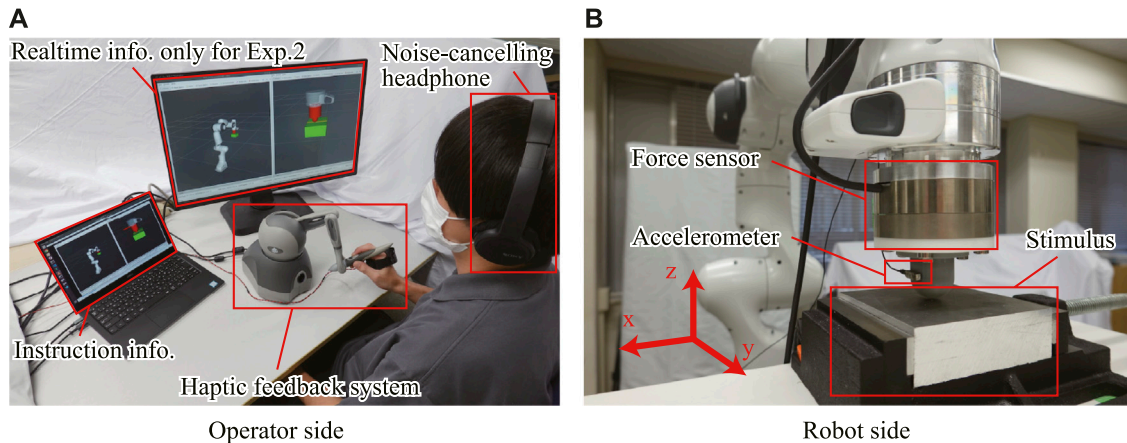 A
B
Realtime info. only for Exp.2
Noise-cancelling
headphone
Force sensor
Accelerometer
Stimulus
z
x
y
Instruction info.
Haptic feedback system
Operator side
Robot side